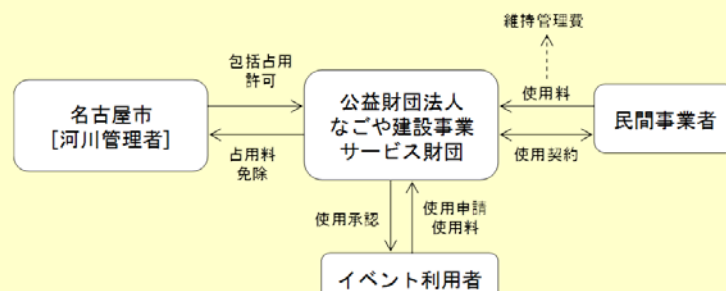 維持管理費
包括占用
許可
使用料
名古屋市
[河川管理者]
公益財団法人
なごや建設事業
サービス財団
民間事業者
占用料
免除
使用契約
使用承認
使用申請
使用料
イベント利用者